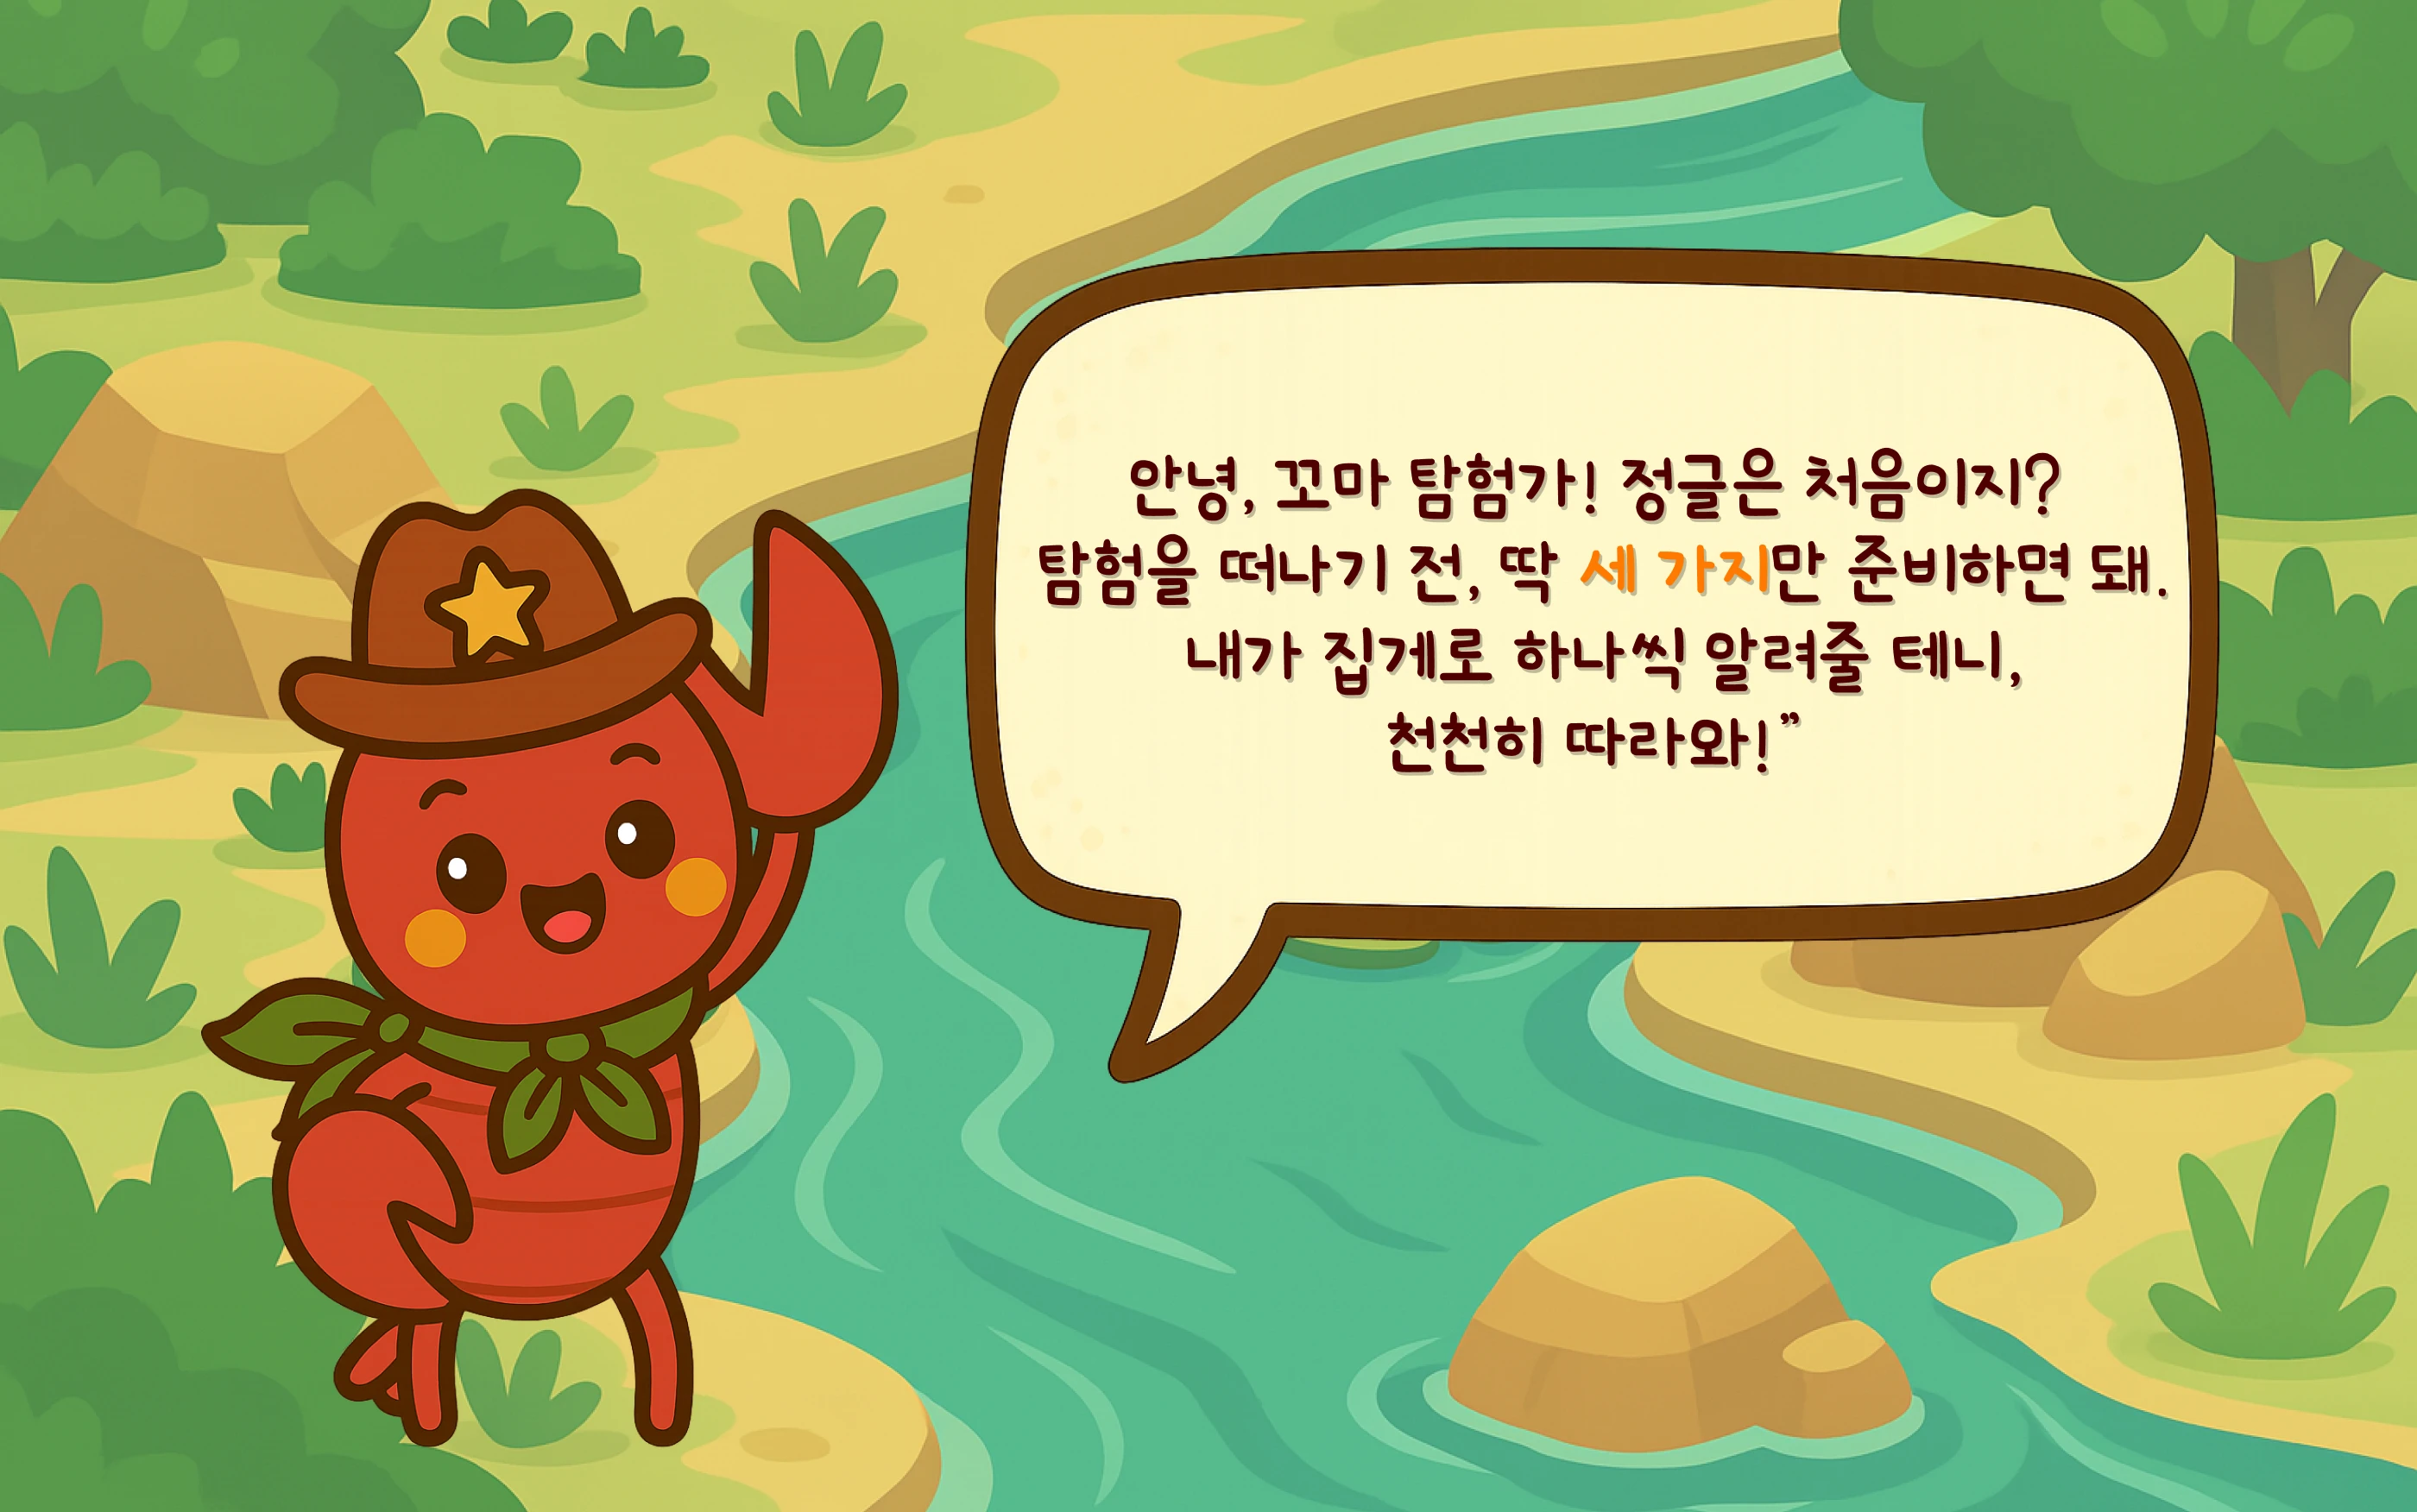 안녕, 꼬마 탐험가! 정글은 처음이지?
탐험을 떠나기 전, 딱 세 가지만 준비하면 돼.
내가 집게로 하나씩 알려줄 테니,
천천히 따라와!”